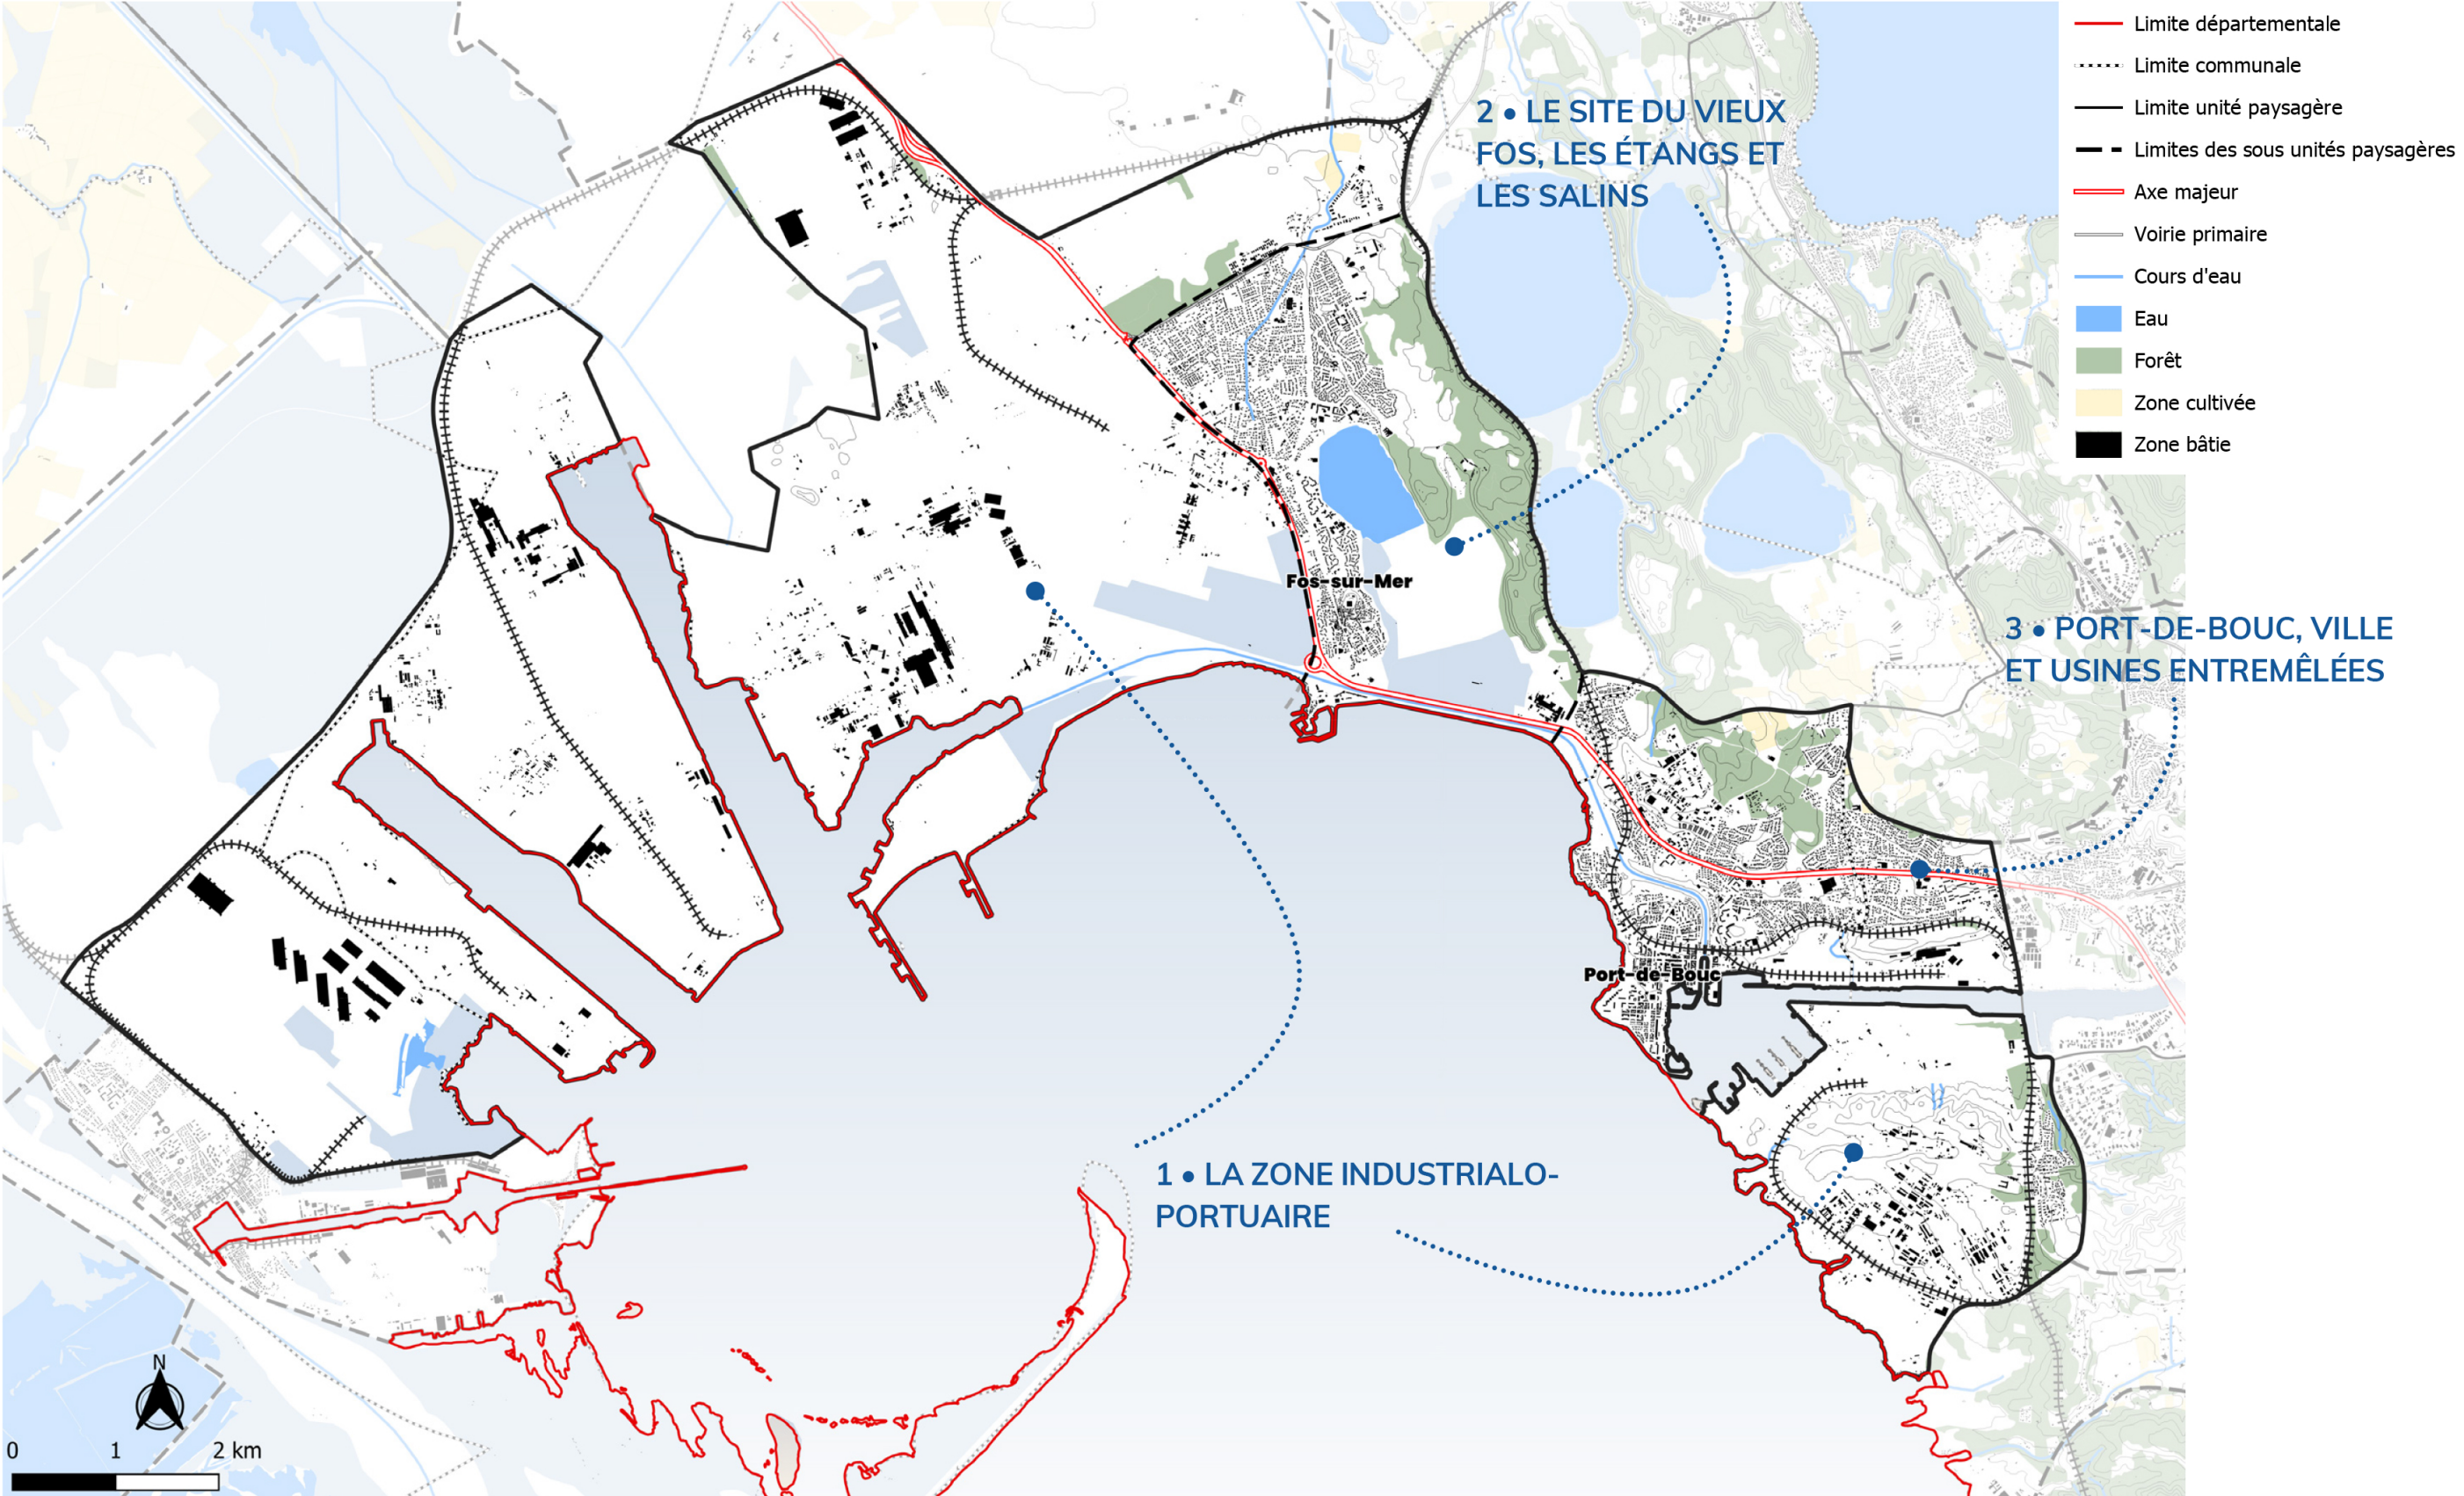 Limite départementale
Limite communale
Limite unité paysagère
Limites des sous unités paysagères
Axe majeur
Voirie primaire
Cours d'eau
Eau
Forêt
Zone cultivée
Zone bâtie
2 • LE SITE DU VIEUX
FOS, LES ÉTANGS ET
LES SALINS
Fos-sur-Mer
3 • PORT-DE-BOUC, VILLE
ET USINES ENTREMÊLÉES
Port-de-Bouc
1 • LA ZONE INDUSTRIALO-
PORTUAIRE
N
0 1 2 km